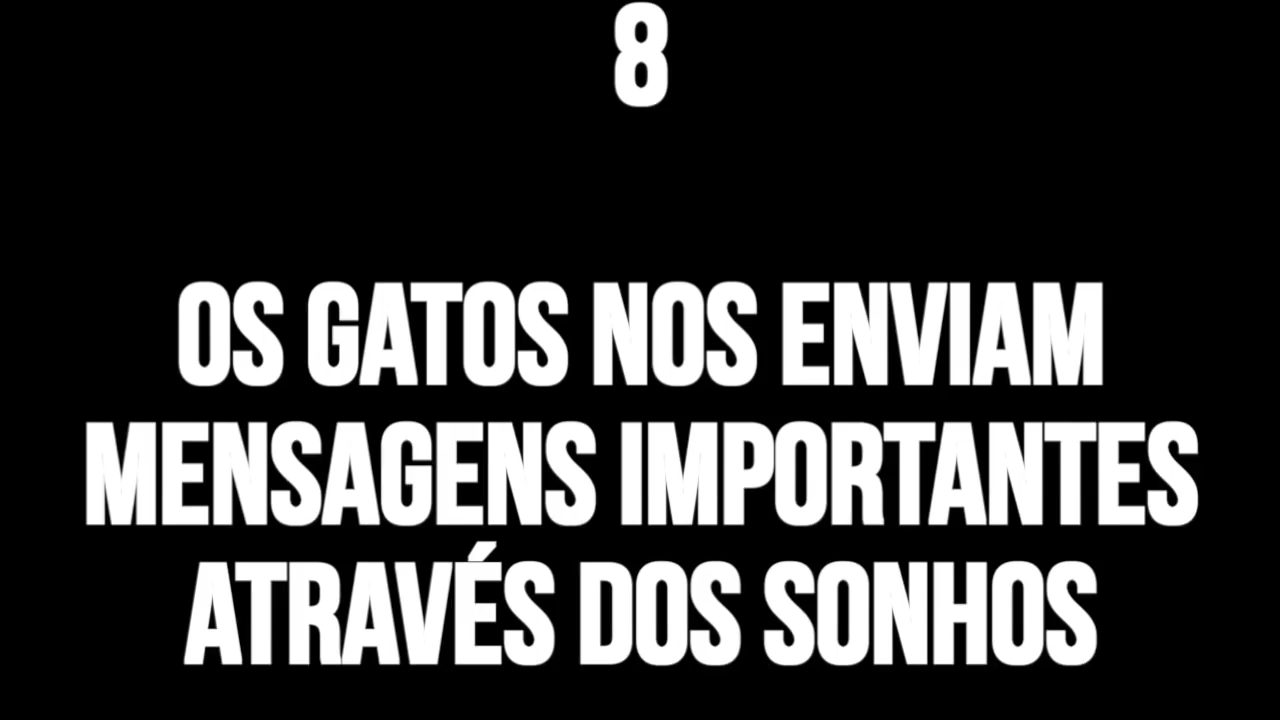 8
OS GATOS NOS ENVIAM
MENSAGENS IMPORTANTES
ATRAVÉS DOS SONHOS